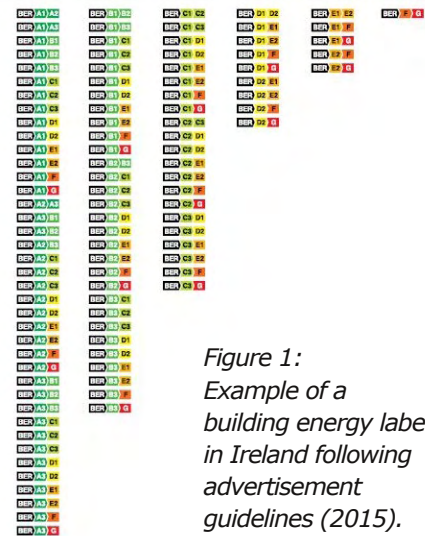 BER A1 A2
BER A1 A3
BER A1 B1
BER A1 B2
BER A1 B3
BER A1 C1
BER A1 C2
BER A1 C3
BER A1 D1
BER A1 D2
BER A1 E1
BER A1 E2
BER A1 F
BER A1 G
BER A2 A3
BER A2 B1
BER A2 B2
BER A2 B3
BER A2 C1
BER A2 C2
BER A2 C3
BER A2 D1
BER A2 D2
BER A2 E1
BER A2 E2
BER A2 F
BER A2 G
BER A3 B1
BER A3 B2
BER A3 B3
BER A3 C1
BER A3 C2
BER A3 C3
BER A3 D1
BER A3 D2
BER A3 E1
BER A3 E2
BER A3 F
BER A3 G
BER B1 B2
BER B1 B3
BER B1 C1
BER B1 C2
BER B1 C3
BER B1 D1
BER B1 D2
BER B1 E1
BER B1 E2
BER B1 F
BER B1 G
BER B2 B3
BER B2 C1
BER B2 C2
BER B2 C3
BER B2 D1
BER B2 D2
BER B2 E1
BER B2 E2
BER B2 F
BER B2 G
BER B3 C1
BER B3 C2
BER B3 C3
BER B3 D1
BER B3 D2
BER B3 E1
BER B3 E2
BER B3 F
BER B3 G
BER C1 C2
BER C1 C3
BER C1 D1
BER C1 D2
BER C1 E1
BER C1 E2
BER C1 F
BER C1 G
BER C2 C3
BER C2 D1
BER C2 D2
BER C2 E1
BER C2 E2
BER C2 F
BER C2 G
BER C3 D1
BER C3 D2
BER C3 E1
BER C3 E2
BER C3 F
BER C3 G
BER D1 D2
BER D1 E1
BER D1 E2
BER D1 F
BER D1 G
BER D2 E1
BER D2 E2
BER D2 F
BER D2 G
BER E1 E2
BER E1 F
BER E1 G
BER E2 F
BER E2 G
BER F G
Figure 1:
Example of a
building energy labe
in Ireland following
advertisement
guidelines (2015).